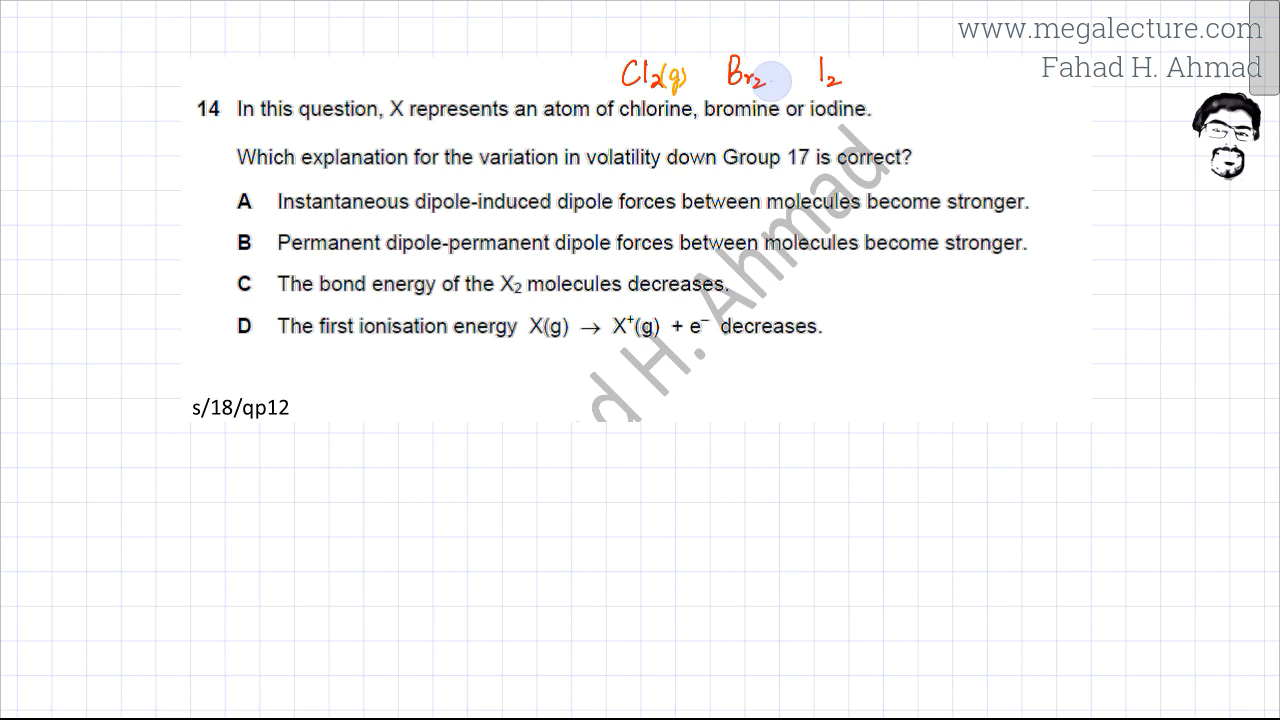 www.megalecture.com
Fahad H. Ahmad
Cl₂(g) Br₂ I₂
14 In this question, X represents an atom of chlorine, bromine or iodine.
Which explanation for the variation in volatility down Group 17 is correct?
A Instantaneous dipole-induced dipole forces between molecules become stronger.
B Permanent dipole-permanent dipole forces between molecules become stronger.
C The bond energy of the X₂ molecules decreases.
D The first ionisation energy X(g) → X⁺(g) + e⁻ decreases.
d H. Ahmad
s/18/qp12